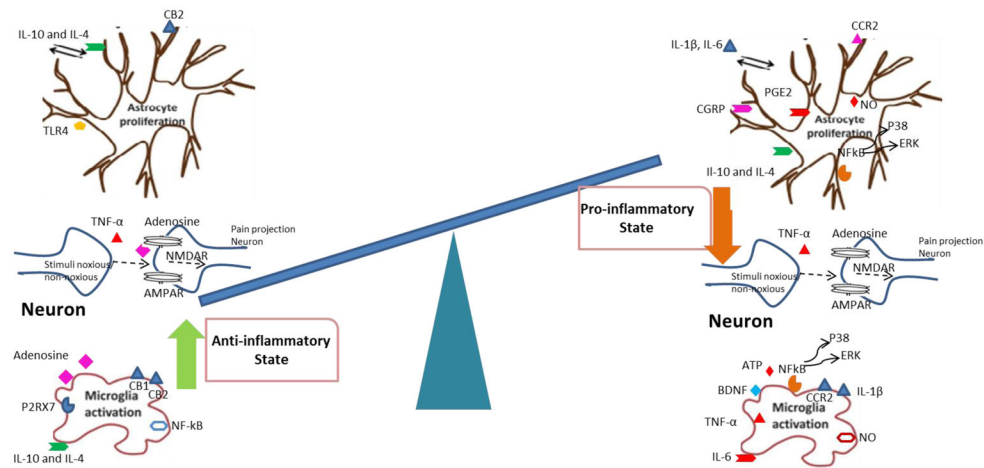 CB2
IL-10 and IL-4
Astrocyte
proliferation
TLR4
TNF-α
Adenosine
Pain projection
Neuron
NMDAR
Stimuli noxious/
non-noxious
AMPAR
Neuron
Anti-inflammatory
State
Adenosine
CB1
CB2
P2RX7
Microglia
activation
NF-kB
IL-10 and IL-4
Pro-inflammatory
State
CCR2
IL-1β, IL-6
PGE2
CGRP
NO
Astrocyte
proliferation
P38
NFkB
ERK
Il-10 and IL-4
TNF-α
Adenosine
Pain projection
Neuron
NMDAR
Stimuli noxious/
non-noxious
AMPAR
Neuron
P38
ERK
ATP
NFkB
BDNF
CCR2
IL-1β
TNF-α
Microglia
activation
NO
IL-6